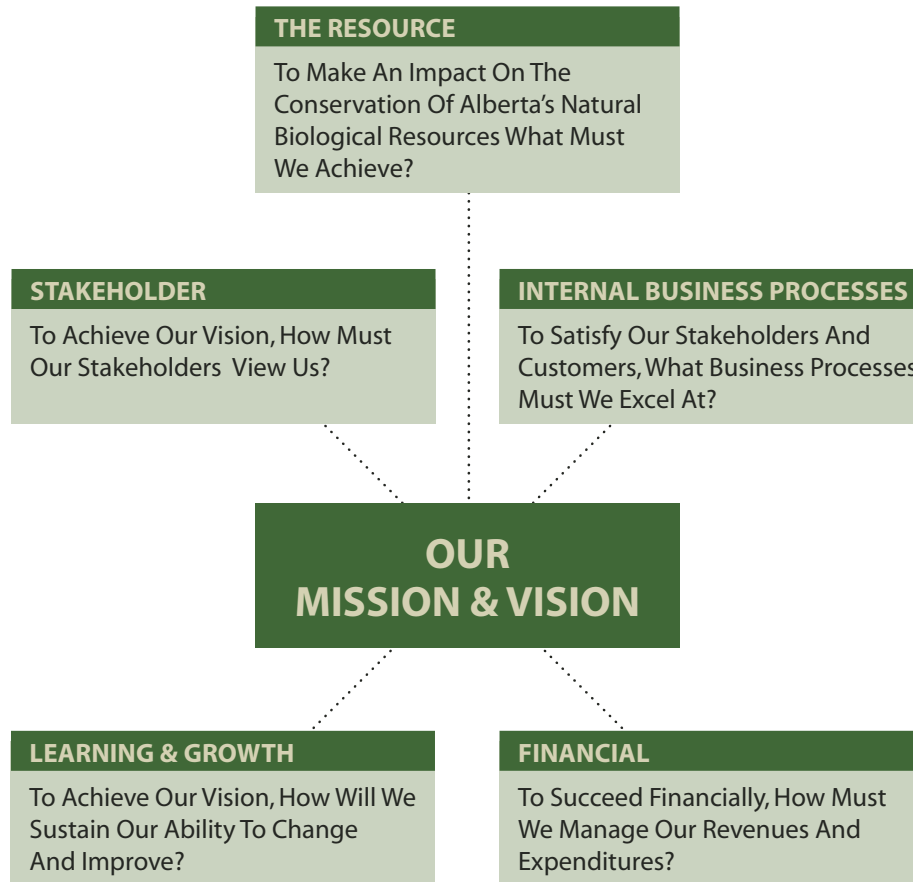 THE RESOURCE
To Make An Impact On The
Conservation Of Alberta's Natural
Biological Resources What Must
We Achieve?
STAKEHOLDER
To Achieve Our Vision, How Must
Our Stakeholders View Us?
INTERNAL BUSINESS PROCESSES
To Satisfy Our Stakeholders And
Customers, What Business Processes
Must We Excel At?
OUR
MISSION & VISION
LEARNING & GROWTH
To Achieve Our Vision, How Will We
Sustain Our Ability To Change
And Improve?
FINANCIAL
To Succeed Financially, How Must
We Manage Our Revenues And
Expenditures?